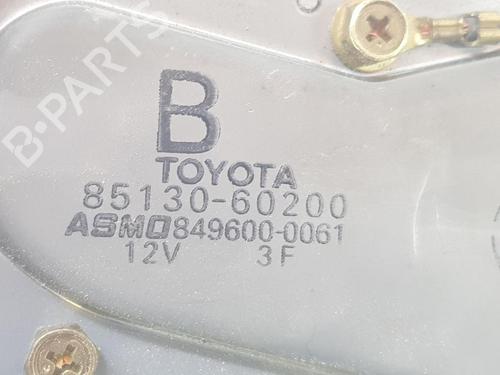 B-PARTS
B
TOYOTA
85130-60200
ASMO 849600-0061
12V 3F